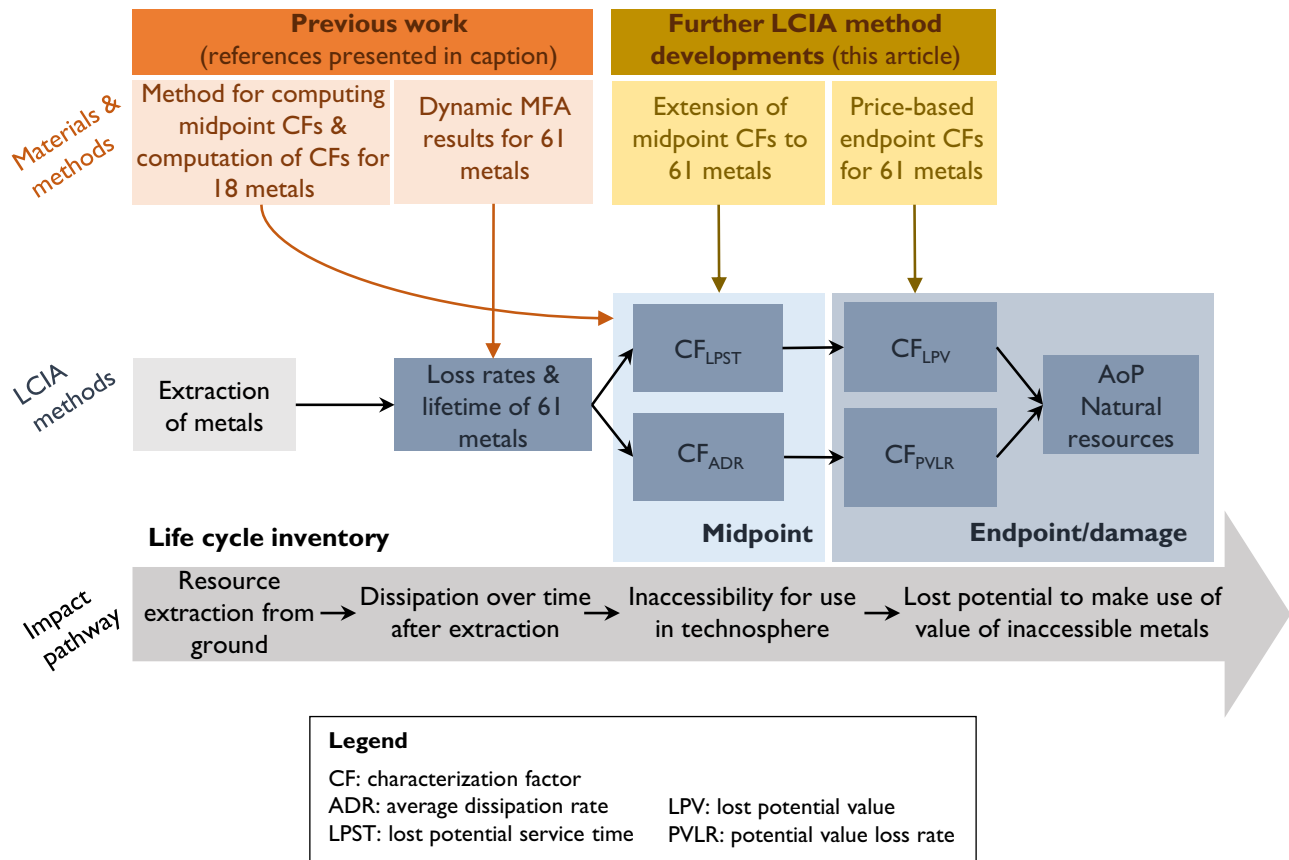 Previous work
(references presented in caption)
Further LCIA method
developments (this article)
Materials &
methods
Method for computing
midpoint CFs &
computation of CFs for
18 metals
Dynamic MFA
results for 61
metals
Extension of
midpoint CFs to
61 metals
Price-based
endpoint CFs
for 61 metals
LCIA
methods
Extraction
of metals
Loss rates &
lifetime of 61
metals
CFLPST
CFADR
CFLPV
CFPVLR
AoP
Natural
resources
Life cycle inventory
Midpoint
Endpoint/damage
Impact
pathway
Resource
extraction from
ground
Dissipation over time
after extraction
Inaccessibility for use
in technosphere
Lost potential to make use of
value of inaccessible metals
Legend
CF: characterization factor
ADR: average dissipation rate
LPST: lost potential service time
LPV: lost potential value
PVLR: potential value loss rate